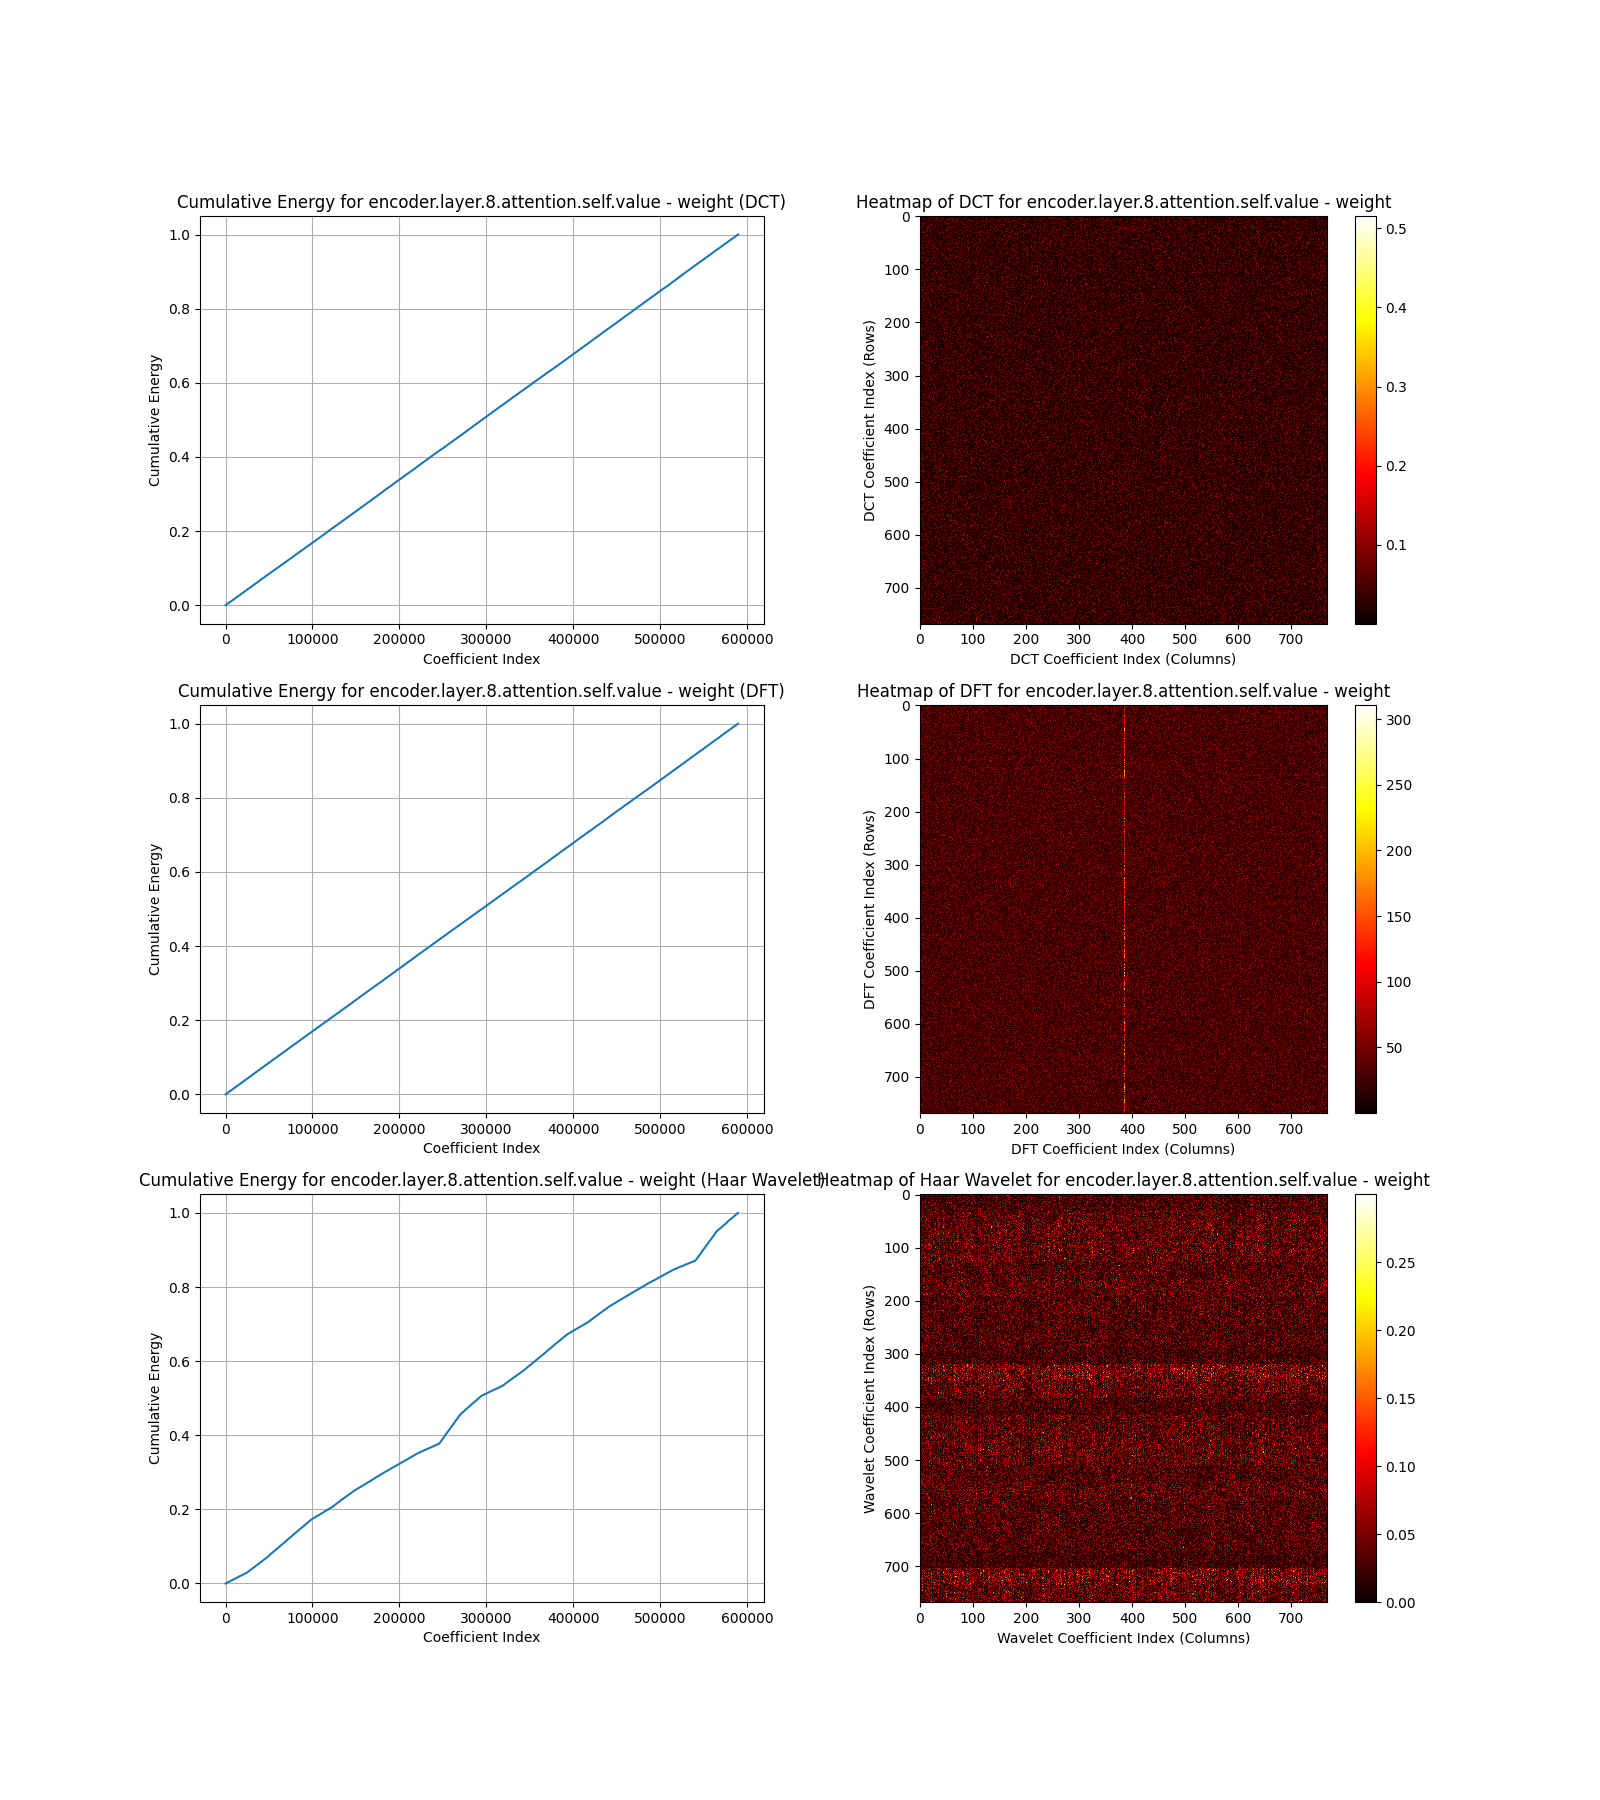 Cumulative Energy for encoder.layer.8.attention.self.value - weight (DCT)
1.0
0.8
0.6
0.4
0.2
0.0
Cumulative Energy
0 100000 200000 300000 400000 500000 600000
Coefficient Index
Heatmap of DCT for encoder.layer.8.attention.self.value - weight
0
100
200
300
400
500
600
700
DCT Coefficient Index (Rows)
0 100 200 300 400 500 600 700
DCT Coefficient Index (Columns)
0.5
0.4
0.3
0.2
0.1
Cumulative Energy for encoder.layer.8.attention.self.value - weight (DFT)
1.0
0.8
0.6
0.4
0.2
0.0
Cumulative Energy
0 100000 200000 300000 400000 500000 600000
Coefficient Index
Heatmap of DFT for encoder.layer.8.attention.self.value - weight
0
100
200
300
400
500
600
700
DFT Coefficient Index (Rows)
0 100 200 300 400 500 600 700
DFT Coefficient Index (Columns)
300
250
200
150
100
50
Cumulative Energy for encoder.layer.8.attention.self.value - weight (Haar Wavelet)
1.0
0.8
0.6
0.4
0.2
0.0
Cumulative Energy
0 100000 200000 300000 400000 500000 600000
Coefficient Index
Heatmap of Haar Wavelet for encoder.layer.8.attention.self.value - weight
0
100
200
300
400
500
600
700
Wavelet Coefficient Index (Rows)
0 100 200 300 400 500 600 700
Wavelet Coefficient Index (Columns)
0.25
0.20
0.15
0.10
0.05
0.00